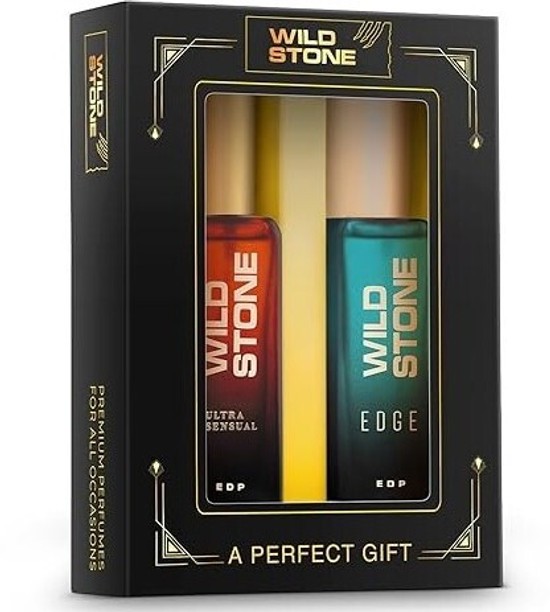 WILD
STONE
WILD
STONE
WILD
STONE
ULTRA
SENSUAL
EDP
WILD
STONE
EDGE
EDP
PREMIUM PERFUMES
FOR ALL OCCASIONS
A PERFECT GIFT